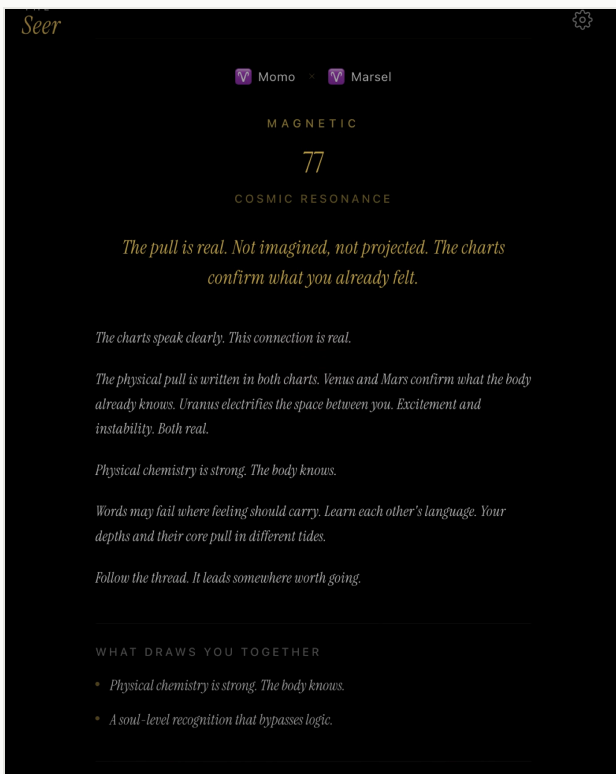 Seer
Momo × Marsel
MAGNETIC
77
COSMIC RESONANCE
The pull is real. Not imagined, not projected. The charts
confirm what you already felt.
The charts speak clearly. This connection is real.
The physical pull is written in both charts. Venus and Mars confirm what the body
already knows. Uranus electrifies the space between you. Excitement and
instability. Both real.
Physical chemistry is strong. The body knows.
Words may fail where feeling should carry. Learn each other's language. Your
depths and their core pull in different tides.
Follow the thread. It leads somewhere worth going.
WHAT DRAWS YOU TOGETHER
• Physical chemistry is strong. The body knows.
• A soul-level recognition that bypasses logic.